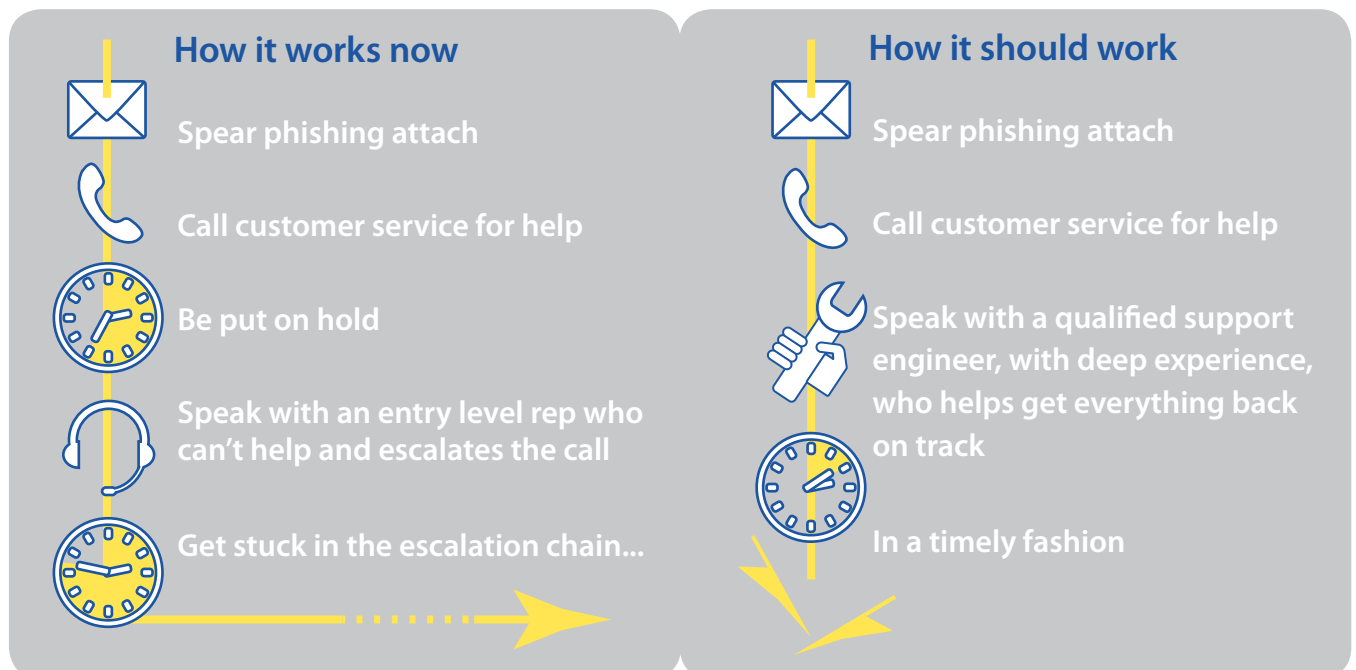 How it works now
Spear phishing attach
Call customer service for help
Be put on hold
Speak with an entry level rep who
can't help and escalates the call
Get stuck in the escalation chain...
How it should work
Spear phishing attach
Call customer service for help
Speak with a qualified support
engineer, with deep experience,
who helps get everything back
on track
In a timely fashion